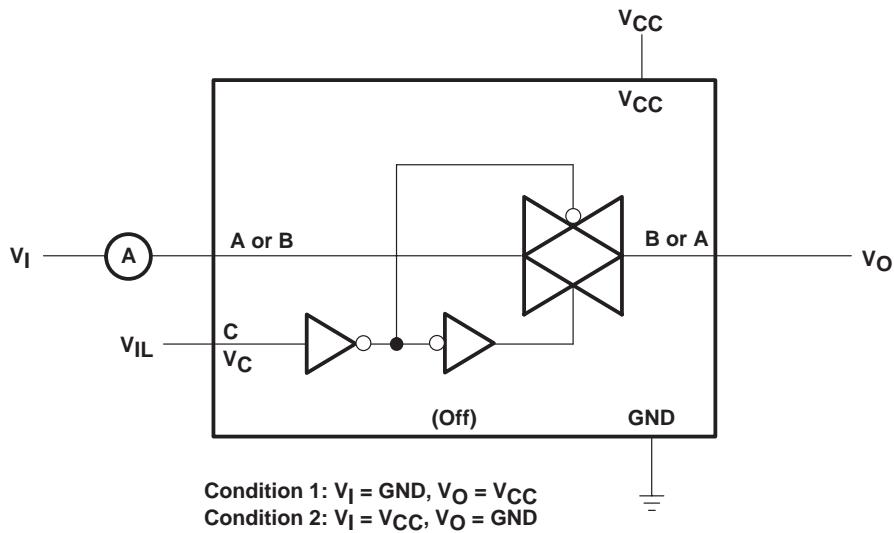 VCC
VCC
A or B
B or A
VI
A
VO
VIL
C
VC
(Off)
GND
Condition 1: VI = GND, VO = VCC
Condition 2: VI = VCC, VO = GND